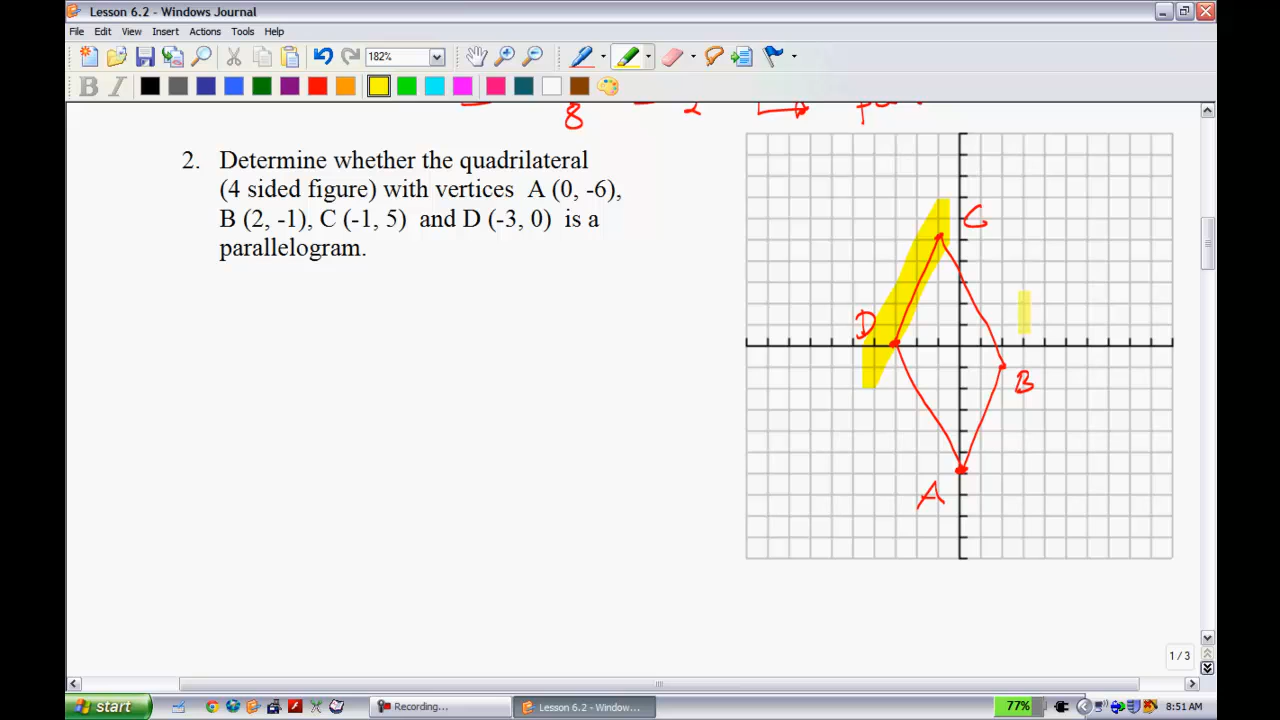 Lesson 6.2 - Windows Journal
File Edit View Insert Actions Tools Help
182%
B I
8 2
2. Determine whether the quadrilateral
(4 sided figure) with vertices A (0, -6),
B (2, -1), C (-1, 5) and D (-3, 0) is a
parallelogram.
C
D
B
A
1 / 3
start Recording... Lesson 6.2 - Window... 77% 8:51 AM